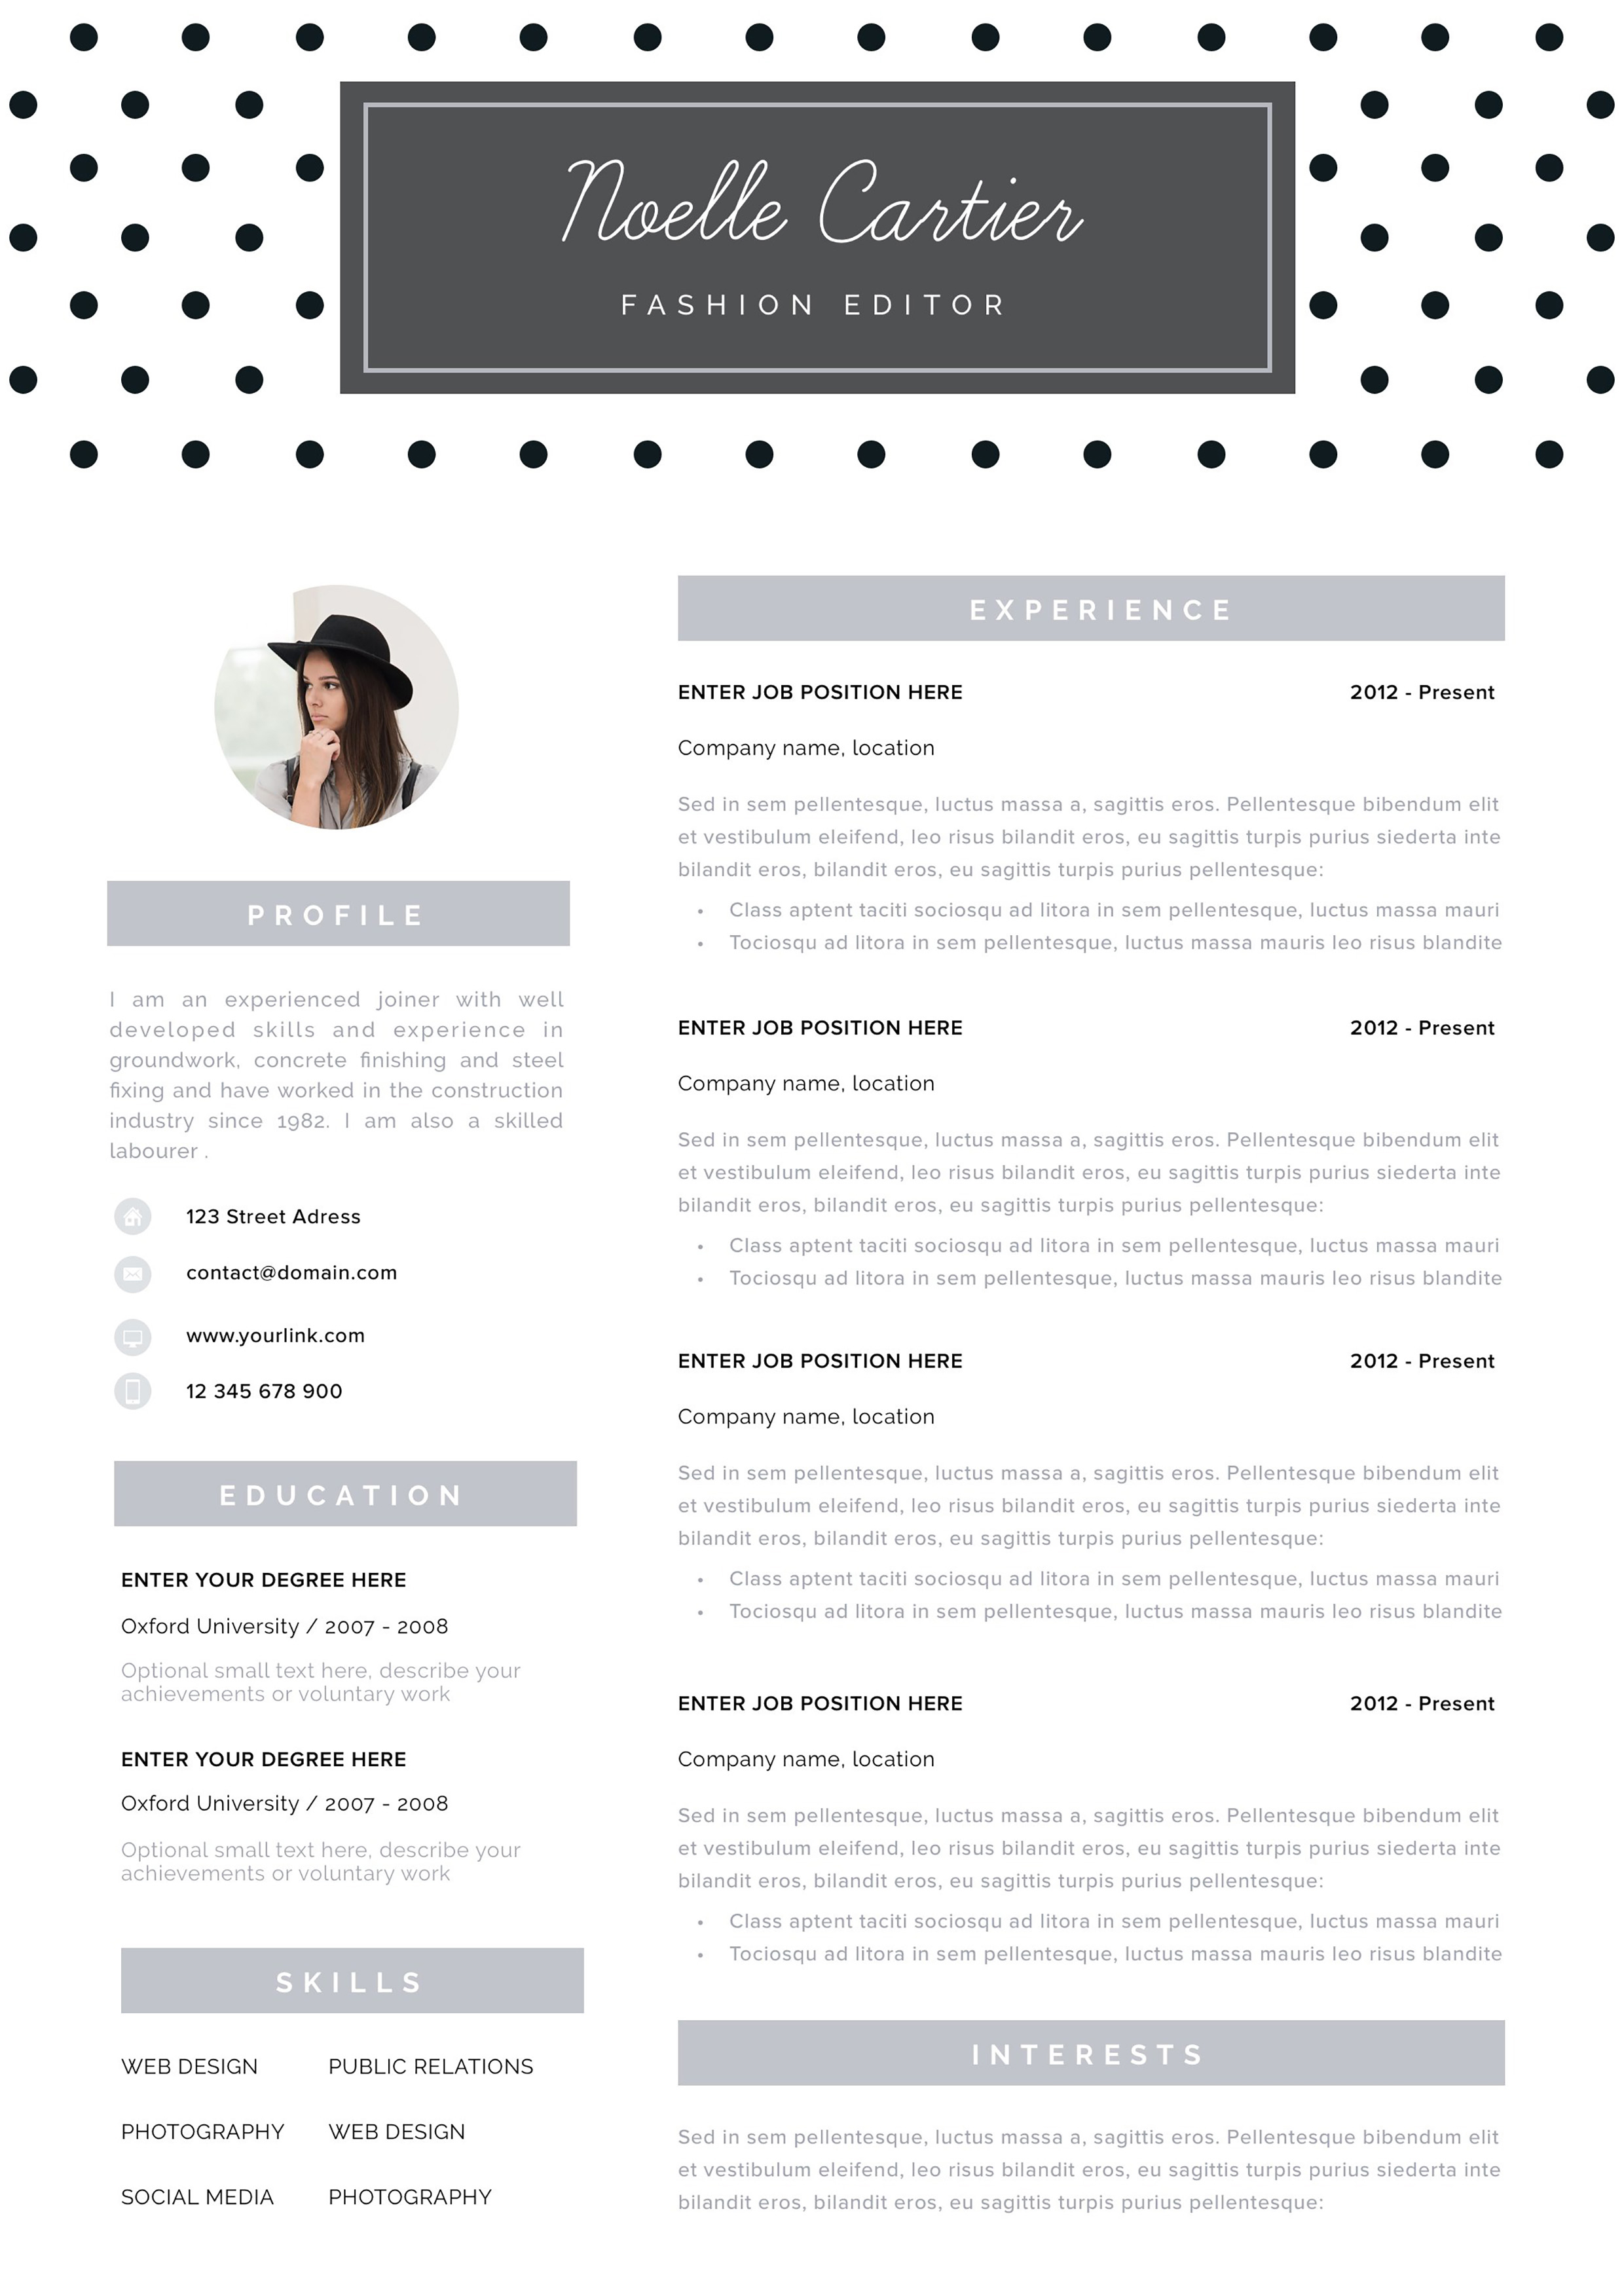 Noelle Cartier
FASHION EDITOR
PROFILE
I am an experienced joiner with well
developed skills and experience in
groundwork, concrete finishing and steel
fixing and have worked in the construction
industry since 1982. I am also a skilled
labourer .
123 Street Adress
contact@domain.com
www.yourlink.com
12 345 678 900
EDUCATION
ENTER YOUR DEGREE HERE
Oxford University / 2007 - 2008
Optional small text here, describe your
achievements or voluntary work
ENTER YOUR DEGREE HERE
Oxford University / 2007 - 2008
Optional small text here, describe your
achievements or voluntary work
SKILLS
WEB DESIGN PUBLIC RELATIONS
PHOTOGRAPHY WEB DESIGN
SOCIAL MEDIA PHOTOGRAPHY
EXPERIENCE
ENTER JOB POSITION HERE 2012 - Present
Company name, location
Sed in sem pellentesque, luctus massa a, sagittis eros. Pellentesque bibendum elit
et vestibulum eleifend, leo risus bilandit eros, eu sagittis turpis purius siederta inte
bilandit eros, bilandit eros, eu sagittis turpis purius pellentesque:
• Class aptent taciti sociosqu ad litora in sem pellentesque, luctus massa mauri
• Tociosqu ad litora in sem pellentesque, luctus massa mauris leo risus blandite
ENTER JOB POSITION HERE 2012 - Present
Company name, location
Sed in sem pellentesque, luctus massa a, sagittis eros. Pellentesque bibendum elit
et vestibulum eleifend, leo risus bilandit eros, eu sagittis turpis purius siederta inte
bilandit eros, bilandit eros, eu sagittis turpis purius pellentesque:
• Class aptent taciti sociosqu ad litora in sem pellentesque, luctus massa mauri
• Tociosqu ad litora in sem pellentesque, luctus massa mauris leo risus blandite
ENTER JOB POSITION HERE 2012 - Present
Company name, location
Sed in sem pellentesque, luctus massa a, sagittis eros. Pellentesque bibendum elit
et vestibulum eleifend, leo risus bilandit eros, eu sagittis turpis purius siederta inte
bilandit eros, bilandit eros, eu sagittis turpis purius pellentesque:
• Class aptent taciti sociosqu ad litora in sem pellentesque, luctus massa mauri
• Tociosqu ad litora in sem pellentesque, luctus massa mauris leo risus blandite
ENTER JOB POSITION HERE 2012 - Present
Company name, location
Sed in sem pellentesque, luctus massa a, sagittis eros. Pellentesque bibendum elit
et vestibulum eleifend, leo risus bilandit eros, eu sagittis turpis purius siederta inte
bilandit eros, bilandit eros, eu sagittis turpis purius pellentesque:
• Class aptent taciti sociosqu ad litora in sem pellentesque, luctus massa mauri
• Tociosqu ad litora in sem pellentesque, luctus massa mauris leo risus blandite
INTERESTS
Sed in sem pellentesque, luctus massa a, sagittis eros. Pellentesque bibendum elit
et vestibulum eleifend, leo risus bilandit eros, eu sagittis turpis purius siederta inte
bilandit eros, bilandit eros, eu sagittis turpis purius pellentesque: